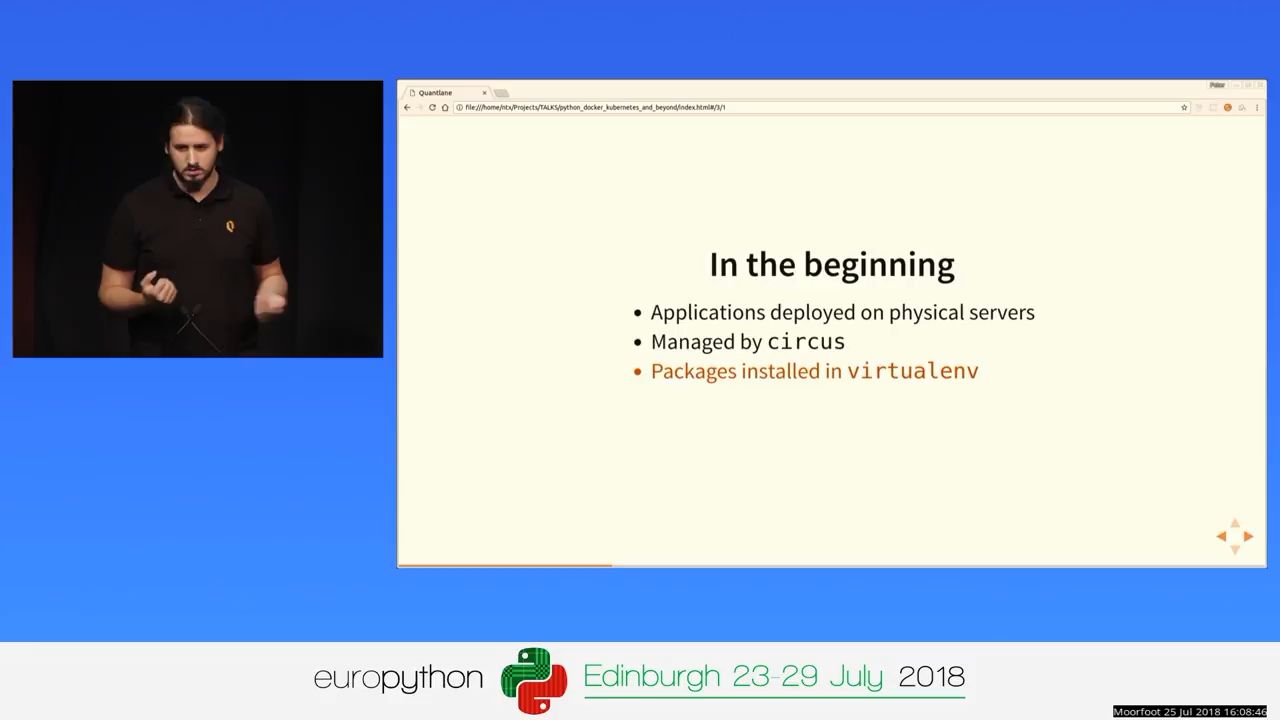 Quantlane
Peter
file:///home/ntx/Projects/TALKS/python_docker_kubernetes_and_beyond/index.html#/3/1
In the beginning
• Applications deployed on physical servers
• Managed by circus
• Packages installed in virtualenv
europython Edinburgh 23-29 July 2018
Moorfoot 25 Jul 2018 16:08:46